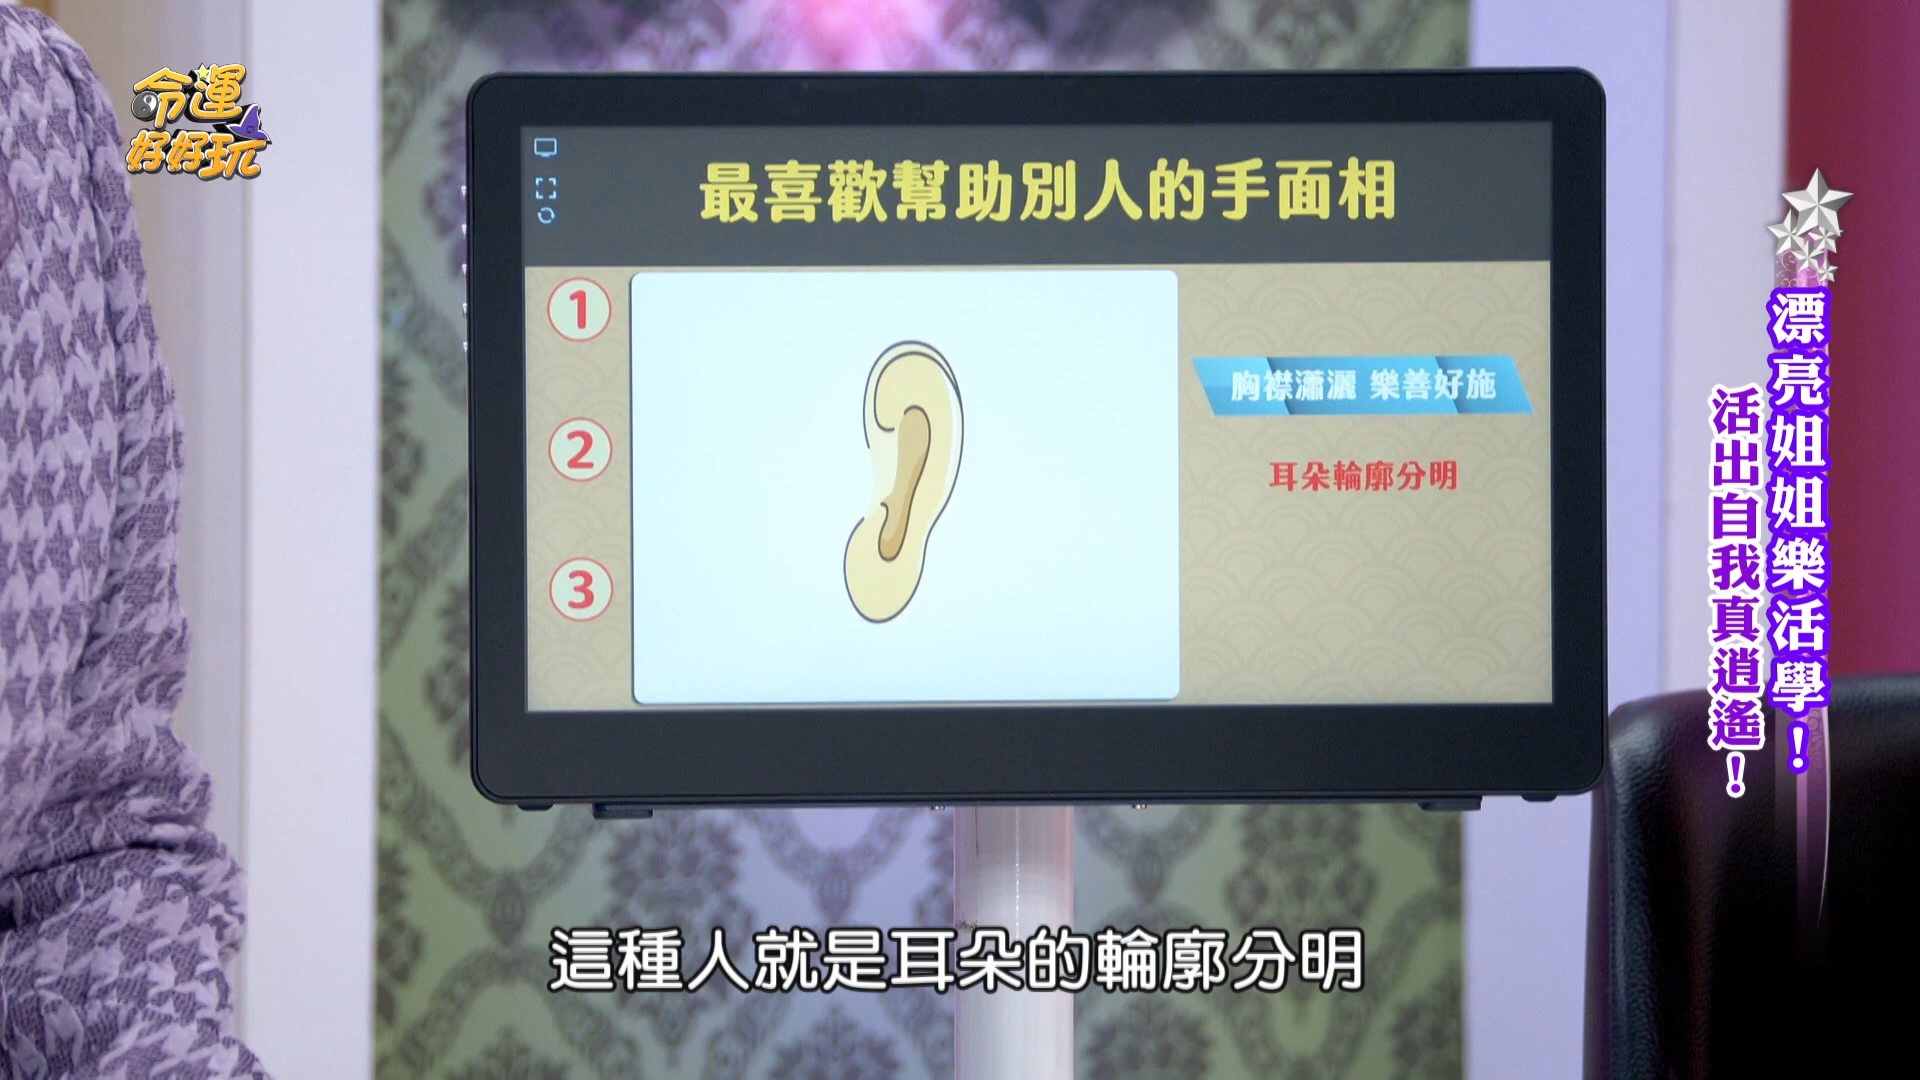 命運
好好玩
最喜歡幫助別人的手面相
1
2
3
胸襟瀟灑 樂善好施
耳朵輪廓分明
漂亮姐姐樂活學！
活出自我真逍遙！
這種人就是耳朵的輪廓分明